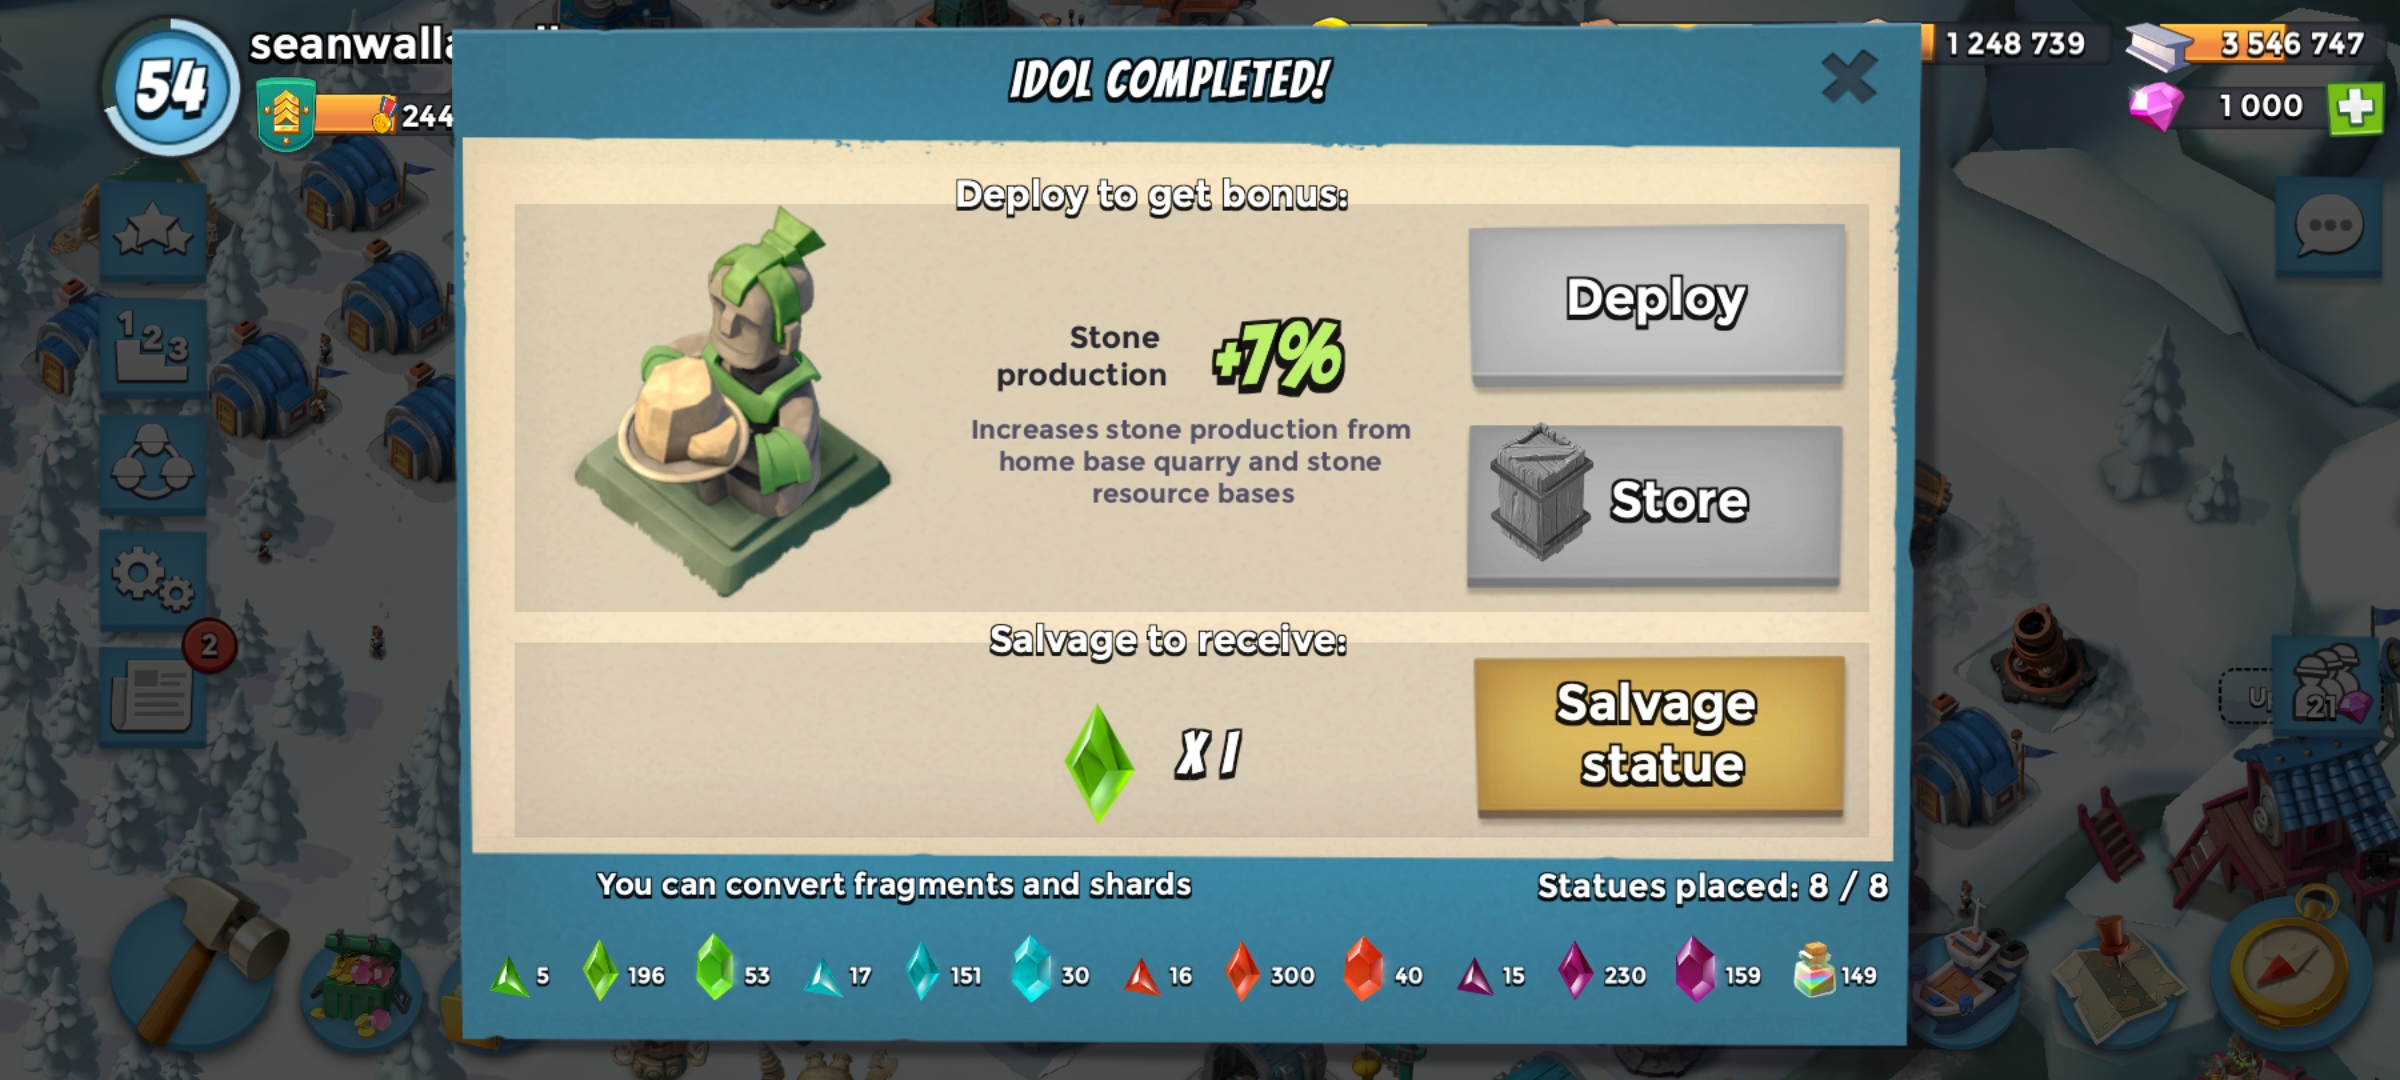 54
seanwalla
244
IDOL COMPLETED!
1 248 739
3 546 747
1 000
Deploy to get bonus:
Stone
production
+7%
Increases stone production from
home base quarry and stone
resource bases
Deploy
Store
123
2
Salvage to receive:
X 1
Salvage
statue
21
You can convert fragments and shards
Statues placed: 8 / 8
5
196
53
17
151
30
16
300
40
15
230
159
149